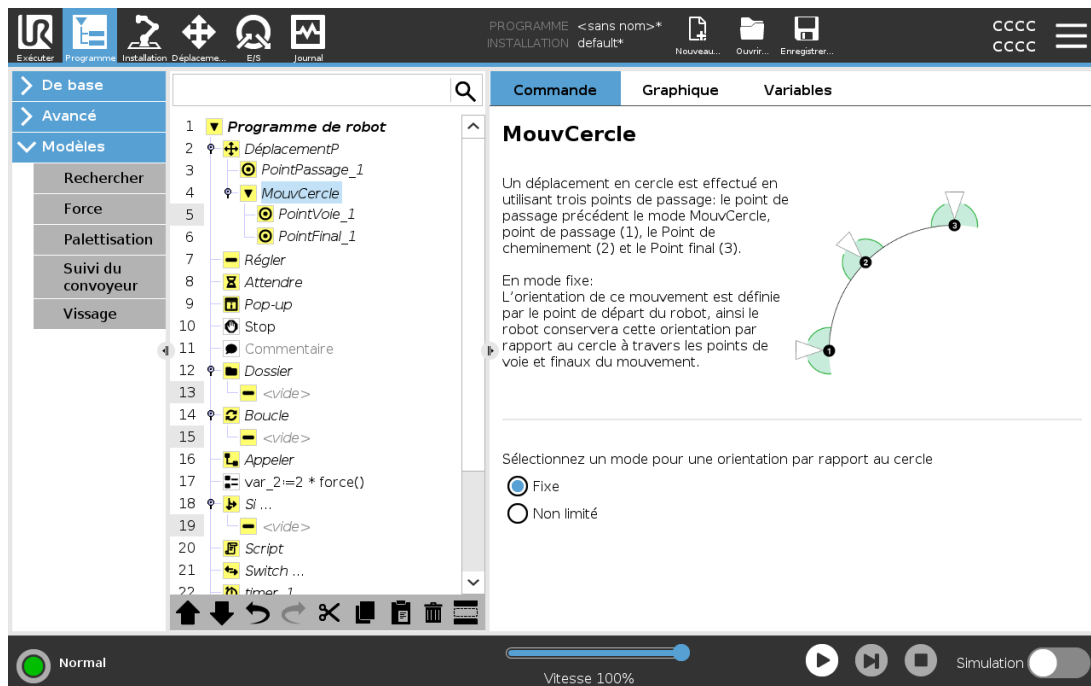 PROGRAMME <sans nom>*
INSTALLATION default*
CCCC
CCCC
UR
Exécuter
Programme
Installation
Déplaceme...
E/S
Journal
Nouveau...
Ouvrir...
Enregistrer...
De base
Avancé
Modèles
Rechercher
Force
Palettisation
Suivi du
convoyeur
Vissage
1 Programme de robot
2 DéplacementP
3 PointPassage_1
4 MouvCercle
5 PointVoie_1
6 PointFinal_1
7 Régler
8 Attendre
9 Pop-up
10 Stop
11 Commentaire
12 Dossier
13 <vide>
14 Boucle
15 <vide>
16 Appeler
17 var_2:=2 * force()
18 Si ...
19 <vide>
20 Script
21 Switch ...
22 timer_1
Commande
Graphique
Variables
MouvCercle
Un déplacement en cercle est effectué en
utilisant trois points de passage: le point de
passage précédent le mode MouvCercle,
point de passage (1), le Point de
cheminement (2) et le Point final (3).
En mode fixe:
L'orientation de ce mouvement est définie
par le point de départ du robot, ainsi le
robot conservera cette orientation par
rapport au cercle à travers les points de
voie et finaux du mouvement.
3
2
1
Sélectionnez un mode pour une orientation par rapport au cercle
Fixe
Non limité
Normal
Vitesse 100%
Simulation